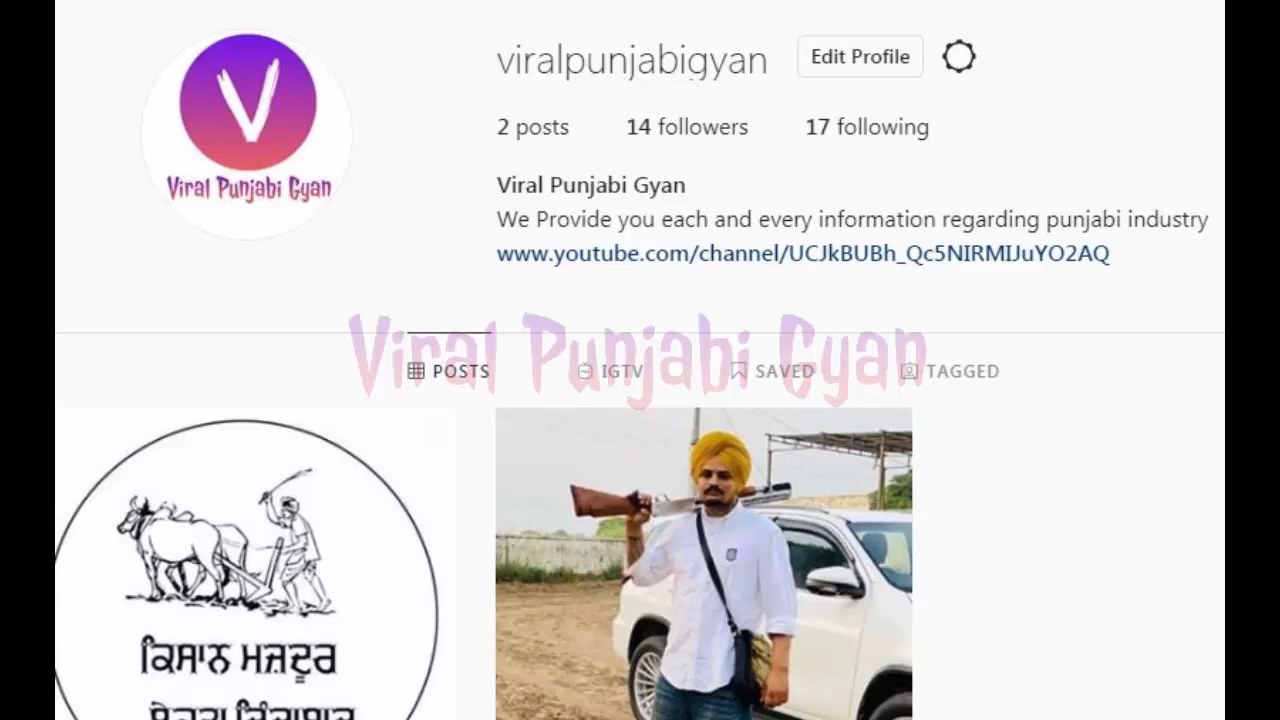 viralpunjabigyan Edit Profile
V
2 posts 14 followers 17 following
Viral Punjabi Gyan
Viral Punjabi Gyan
We Provide you each and every information regarding punjabi industry
www.youtube.com/channel/UCJkBUBh_Qc5NIRMIJuYO2AQ
Viral Punjabi Gyan
POSTS IGTV SAVED TAGGED
ਕਿਸਾਨ ਮਜ਼ਦੂਰ